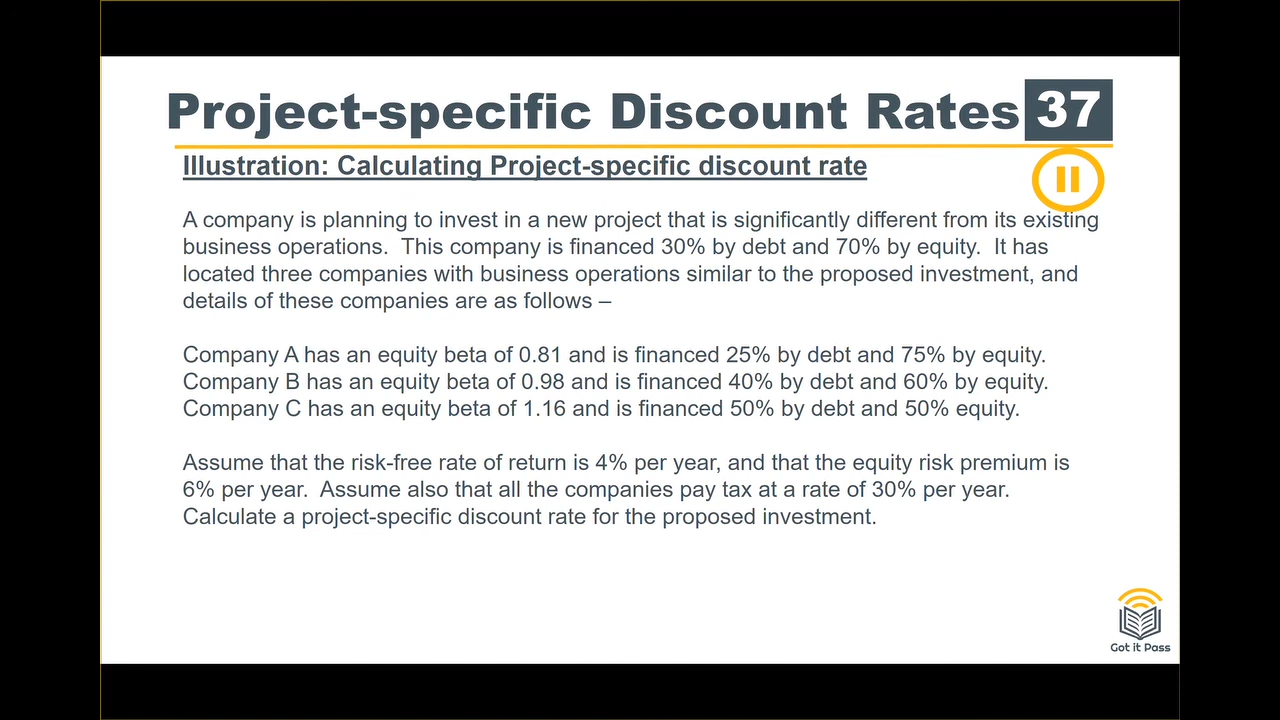 Project-specific Discount Rates 37
Illustration: Calculating Project-specific discount rate
A company is planning to invest in a new project that is significantly different from its existing
business operations.  This company is financed 30% by debt and 70% by equity.  It has
located three companies with business operations similar to the proposed investment, and
details of these companies are as follows –
Company A has an equity beta of 0.81 and is financed 25% by debt and 75% by equity.
Company B has an equity beta of 0.98 and is financed 40% by debt and 60% by equity.
Company C has an equity beta of 1.16 and is financed 50% by debt and 50% equity.
Assume that the risk-free rate of return is 4% per year, and that the equity risk premium is
6% per year.  Assume also that all the companies pay tax at a rate of 30% per year.
Calculate a project-specific discount rate for the proposed investment.
Got it Pass